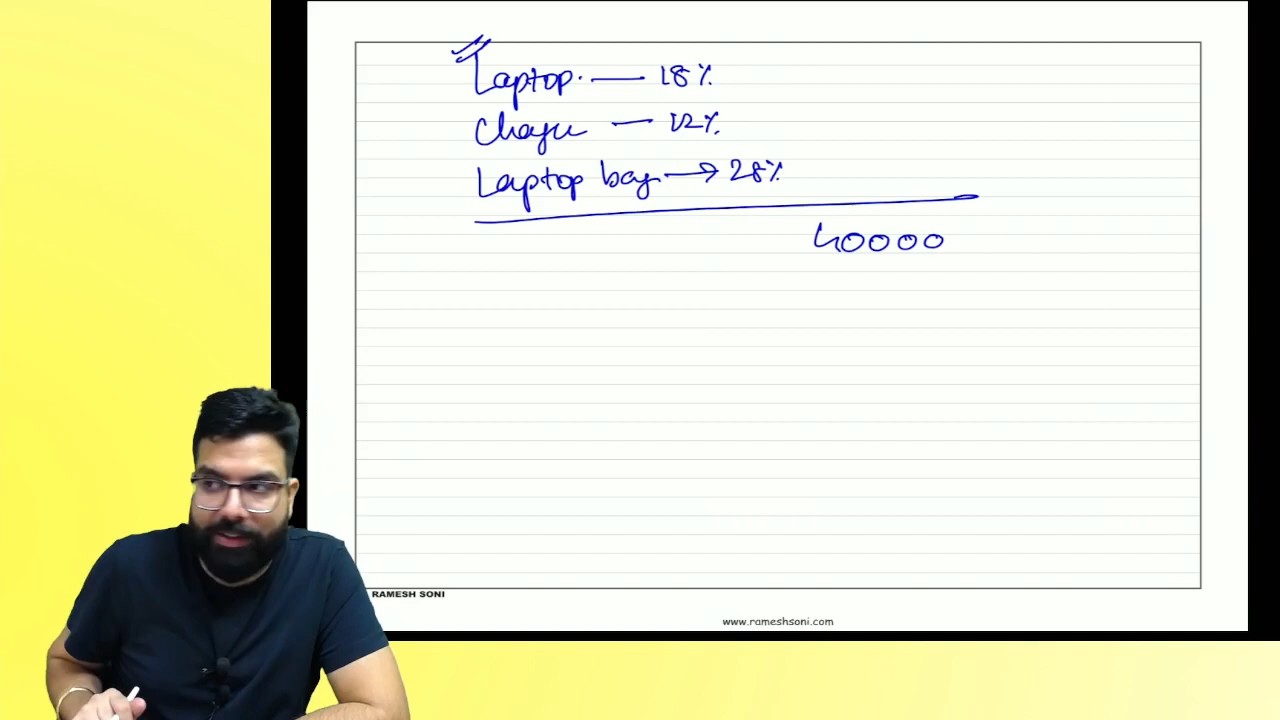 Laptop. — 18%
Charger — 12%
Laptop bag → 28%
40000
RAMESH SONI
www.rameshsoni.com